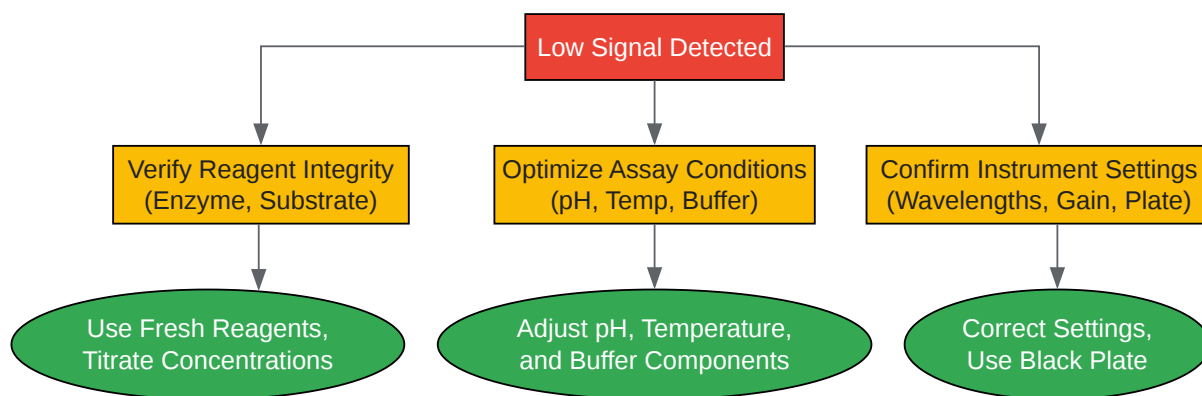 Low Signal Detected
Verify Reagent Integrity
(Enzyme, Substrate)
Optimize Assay Conditions
(pH, Temp, Buffer)
Confirm Instrument Settings
(Wavelengths, Gain, Plate)
Use Fresh Reagents,
Titrate Concentrations
Adjust pH, Temperature,
and Buffer Components
Correct Settings,
Use Black Plate